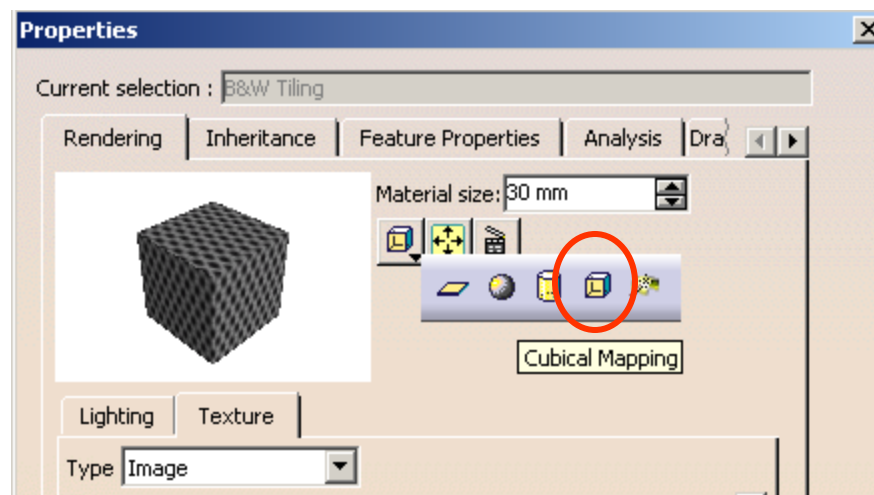 Properties
Current selection : B&W Tiling
Rendering Inheritance Feature Properties Analysis Dra
Material size: 30 mm
Cubical Mapping
Lighting Texture
Type Image